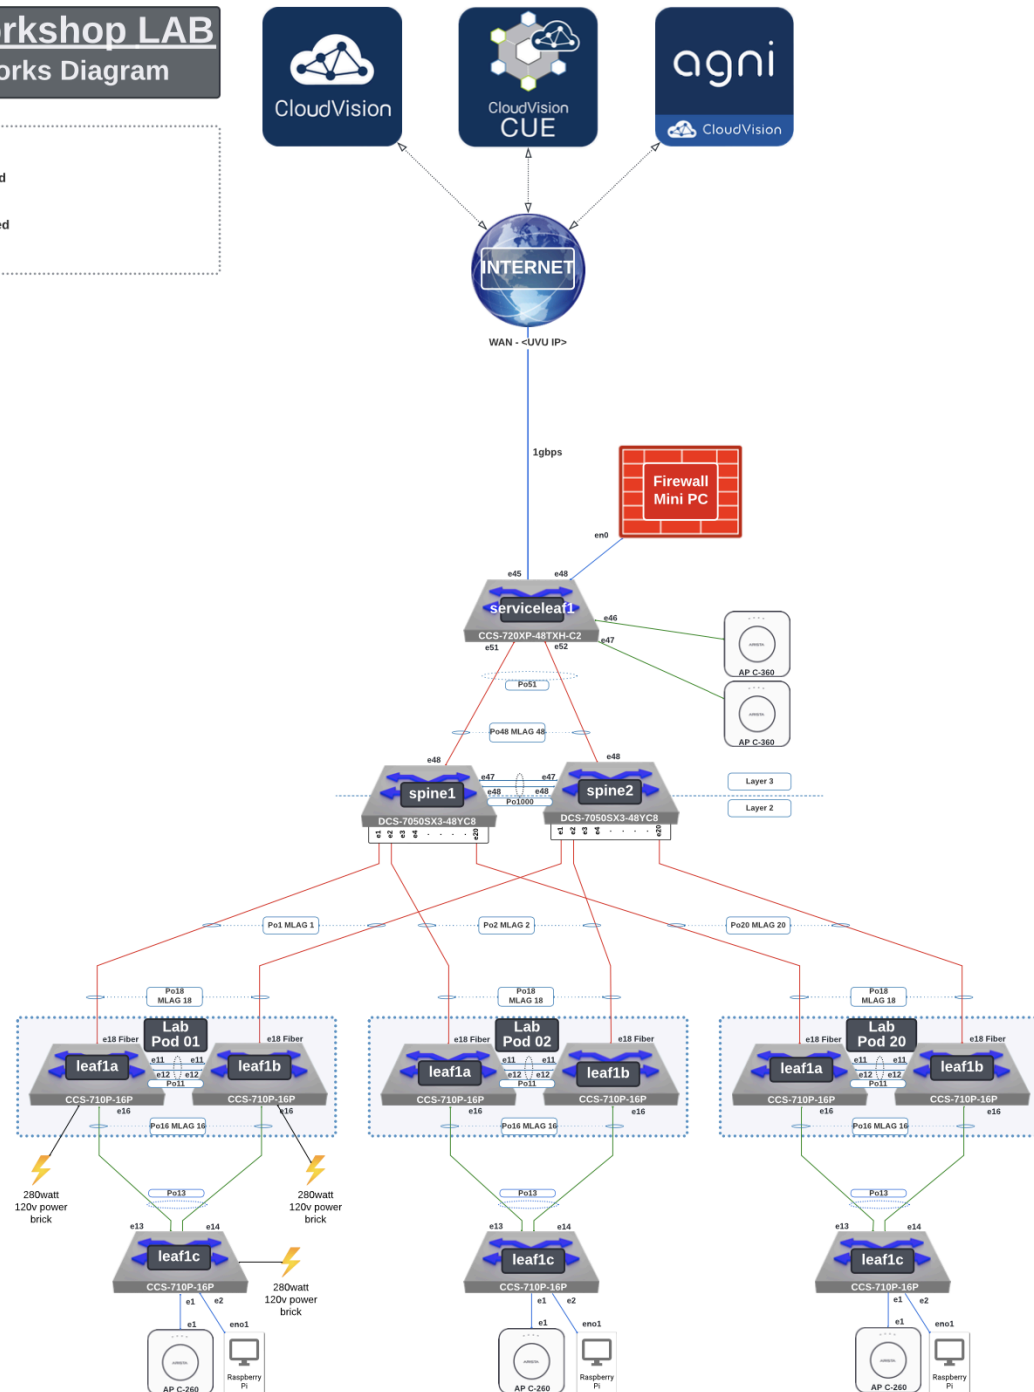 rkshop LAB
orks Diagram
d
ed
CloudVision
CloudVision
CUE
agni
CloudVision
INTERNET
WAN - <UVU IP>
1gbps
Firewall
Mini PC
en0
e45
e48
serviceleaf1
CCS-720XP-48TXH-C2
e46
e47
e51
e52
AP C-360
AP C-360
Po51
Po48 MLAG 48
e48
e48
spine1
e47
e47
e48
e48
Po1000
spine2
DCS-7050SX3-48YC8
DCS-7050SX3-48YC8
Layer 3
Layer 2
e1 e2 e3 e4 . . . . e20
e1 e2 e3 e4 . . . . e20
Po1 MLAG 1
Po2 MLAG 2
Po20 MLAG 20
Po18
MLAG 18
Po18
MLAG 18
Po18
MLAG 18
Lab
Pod 01
e18 Fiber
e18 Fiber
leaf1a
e11
e11
e12
e12
Po11
leaf1b
CCS-710P-16P
CCS-710P-16P
e16
e16
Po16 MLAG 16
Lab
Pod 02
e18 Fiber
e18 Fiber
leaf1a
e11
e11
e12
e12
Po11
leaf1b
CCS-710P-16P
CCS-710P-16P
e16
e16
Po16 MLAG 16
Lab
Pod 20
e18 Fiber
e18 Fiber
leaf1a
e11
e11
e12
e12
Po11
leaf1b
CCS-710P-16P
CCS-710P-16P
e16
e16
Po16 MLAG 16
280watt
120v power
brick
280watt
120v power
brick
Po13
e13
e14
leaf1c
CCS-710P-16P
280watt
120v power
brick
e1
e2
e1
eno1
AP C-260
Raspberry
Pi
Po13
e13
e14
leaf1c
CCS-710P-16P
e1
e2
e1
eno1
AP C-260
Raspberry
Pi
Po13
e13
e14
leaf1c
CCS-710P-16P
e1
e2
e1
eno1
AP C-260
Raspberry
Pi